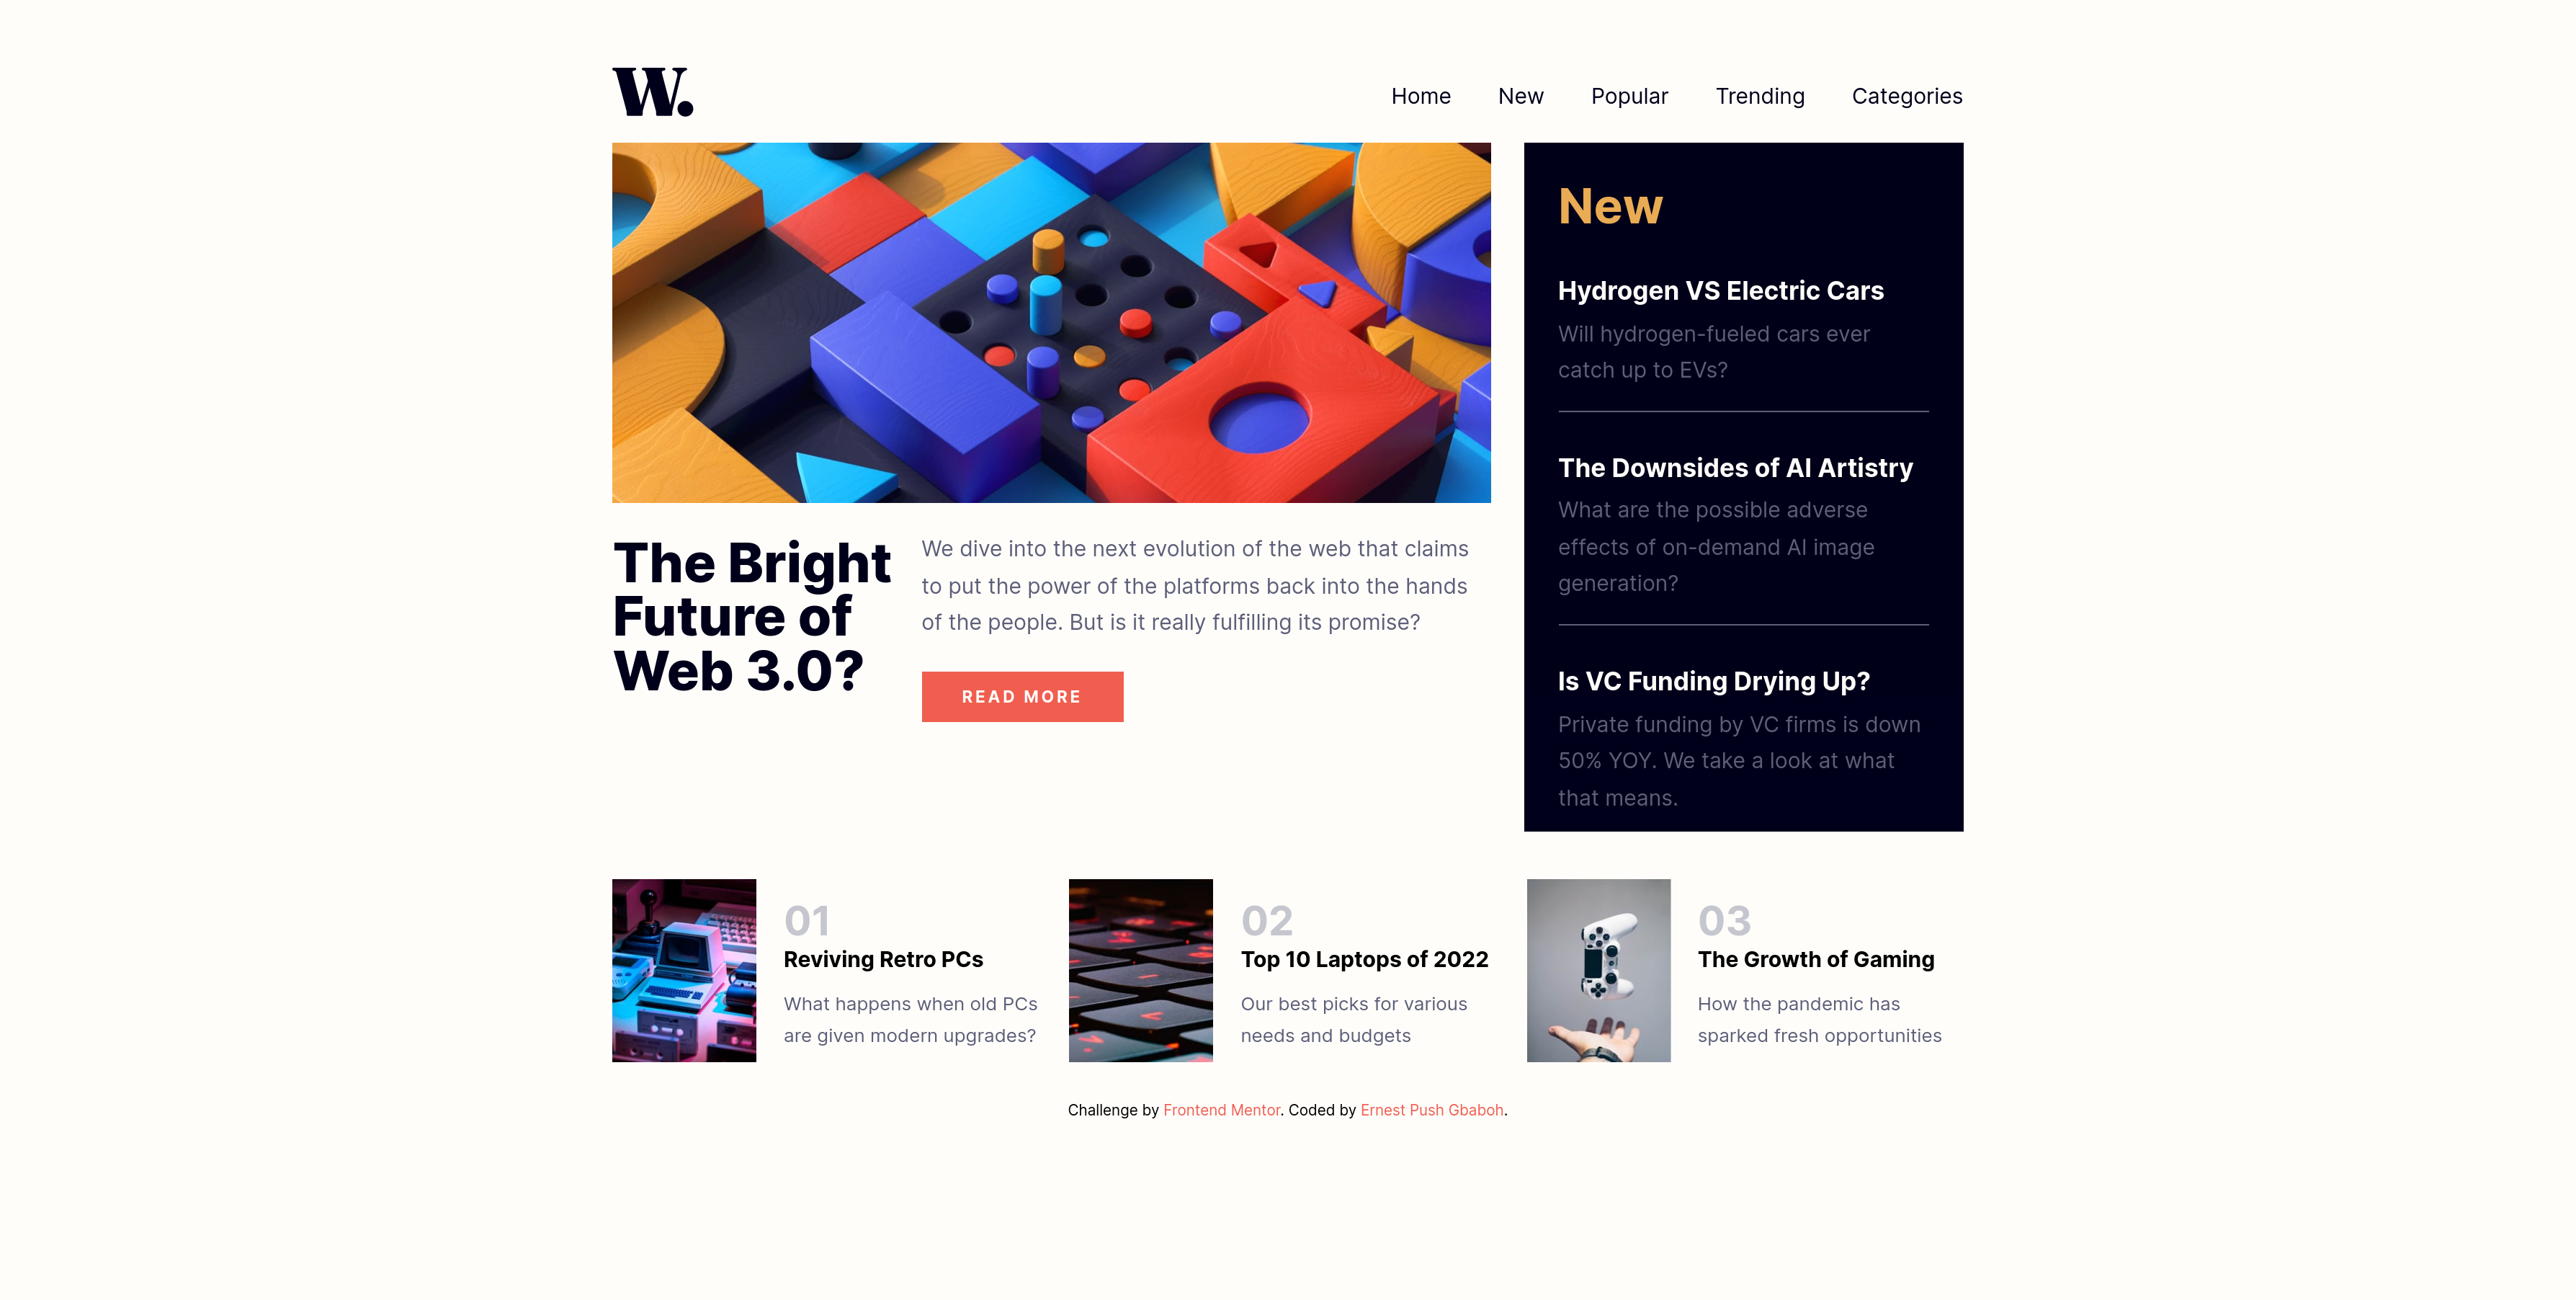 W.
Home New Popular Trending Categories
The Bright
Future of
Web 3.0?
We dive into the next evolution of the web that claims
to put the power of the platforms back into the hands
of the people. But is it really fulfilling its promise?
READ MORE
New
Hydrogen VS Electric Cars
Will hydrogen-fueled cars ever
catch up to EVs?
The Downsides of AI Artistry
What are the possible adverse
effects of on-demand AI image
generation?
Is VC Funding Drying Up?
Private funding by VC firms is down
50% YOY. We take a look at what
that means.
01
Reviving Retro PCs
What happens when old PCs
are given modern upgrades?
02
Top 10 Laptops of 2022
Our best picks for various
needs and budgets
03
The Growth of Gaming
How the pandemic has
sparked fresh opportunities
Challenge by Frontend Mentor. Coded by Ernest Push Gbaboh.